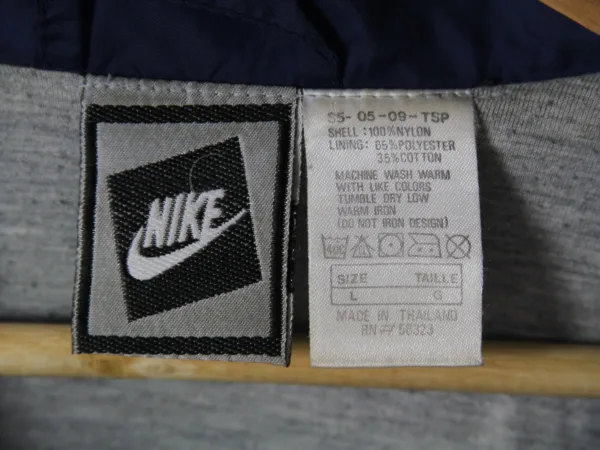 NIKE
S5-05-09-TSP
SHELL :100%NYLON
LINING: 65%POLYESTER
35%COTTON
MACHINE WASH WARM
WITH LIKE COLORS
TUMBLE DRY LOW
WARM IRON
(DO NOT IRON DESIGN)
SIZE TAILLE
L G
MADE IN THAILAND
RN 56323